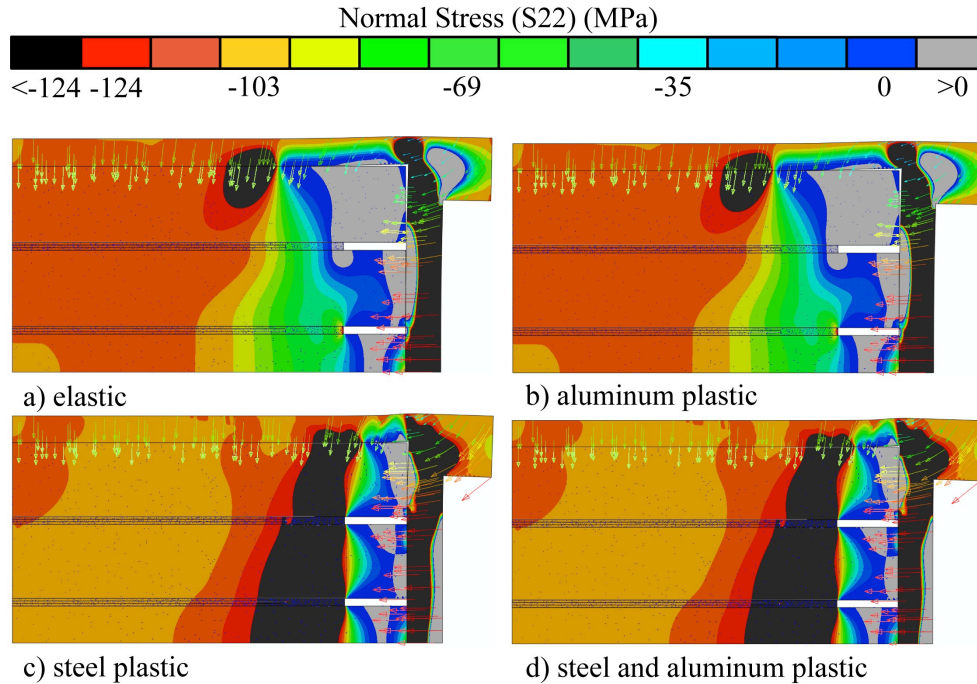 Normal Stress (S22) (MPa)
<-124 -124 -103 -69 -35 0 >0
a) elastic
b) aluminum plastic
c) steel plastic
d) steel and aluminum plastic